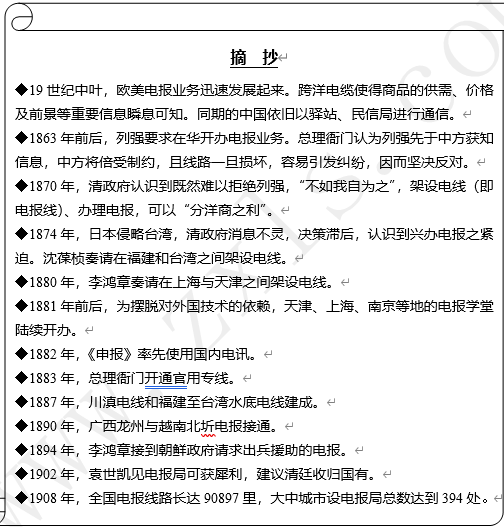 摘 抄
◆19 世纪中叶，欧美电报业务迅速发展起来。跨洋电缆使得商品的供需、价格
及前景等重要信息瞬息可知。同期的中国依旧以驿站、民信局进行通信。
◆1863 年前后，列强要求在华开办电报业务。总理衙门认为列强先于中方获知
信息，中方将倍受制约，且线路一旦损坏，容易引发纠纷，因而坚决反对。
◆1870 年，清政府认识到既然难以拒绝列强，“不如我自为之”，架设电线（即
电报线）、办理电报，可以“分洋商之利”。
◆1874 年，日本侵略台湾，清政府消息不灵，决策滞后，认识到兴办电报之紧
迫。沈葆桢奏请在福建和台湾之间架设电线。
◆1880 年，李鸿章奏请在上海与天津之间架设电线。
◆1881 年前后，为摆脱对外国技术的依赖，天津、上海、南京等地的电报学堂
陆续开办。
◆1882 年，《申报》率先使用国内电讯。
◆1883 年，总理衙门开通官用专线。
◆1887 年，川滇电线和福建至台湾水底电线建成。
◆1890 年，广西龙州与越南北圻电报接通。
◆1894 年，李鸿章接到朝鲜政府请求出兵援助的电报。
◆1902 年，袁世凯见电报局可获犀利，建议清廷收归国有。
◆1908 年，全国电报线路长达 90897 里，大中城市设电报局总数达到 394 处。